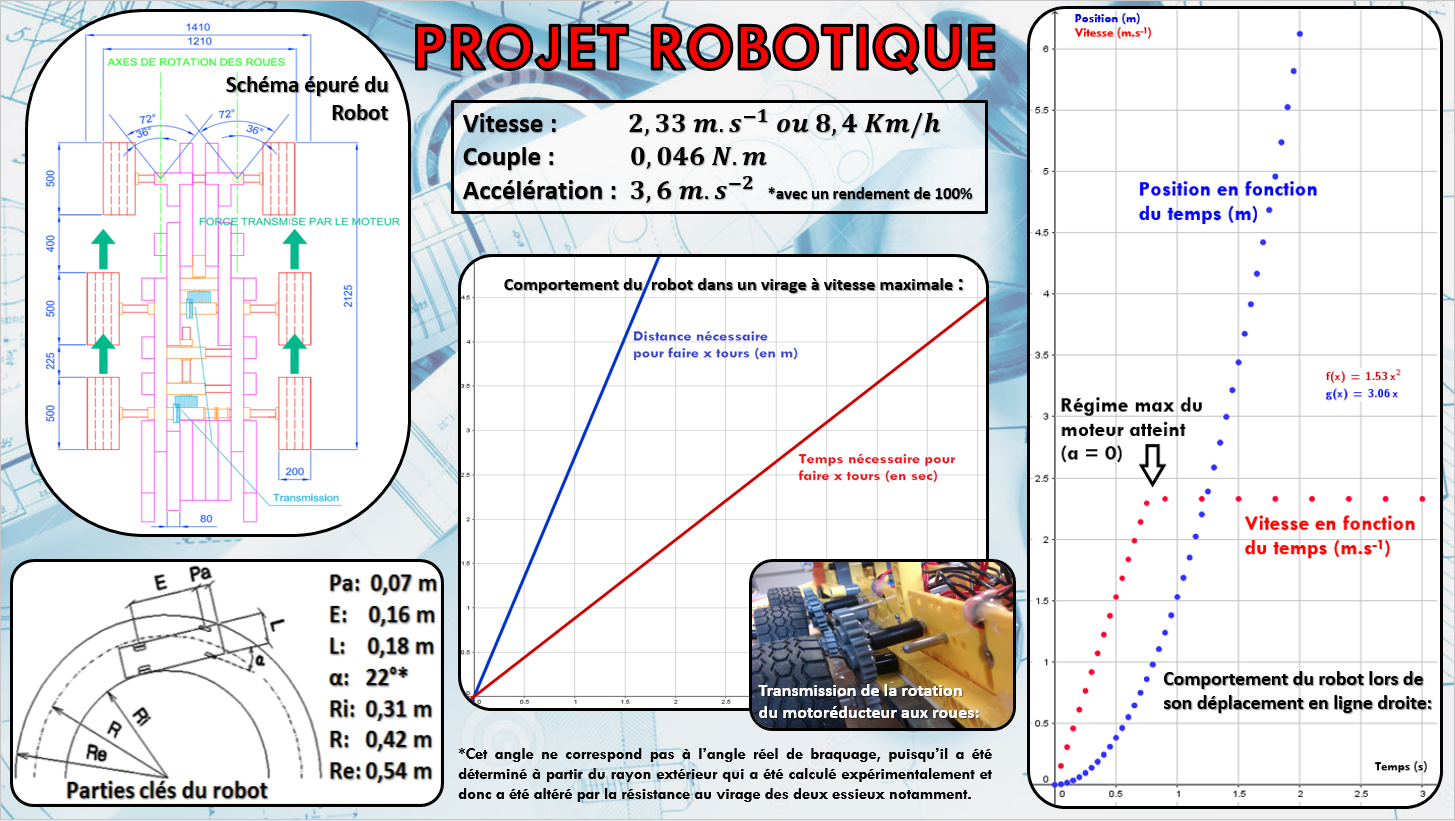 PROJET ROBOTIQUE
1410
1210
AXES DE ROTATION DES ROUES
Schéma épuré du
Robot
72°
72°
36°
36°
500
FORCE TRANSMISE PAR LE MOTEUR
400
500
2125
225
500
200
Transmission
80
Vitesse : 2,33 m.s⁻¹ ou 8,4 Km/h
Couple : 0,046 N.m
Accélération : 3,6 m.s⁻² *avec un rendement de 100%
Comportement du robot dans un virage à vitesse maximale :
4.5
Distance nécessaire
pour faire x tours (en m)
4
3.5
3
Temps nécessaire pour
faire x tours (en sec)
2.5
2
1.5
1
0.5
0
0 0.5 1 1.5 2 2.5
Transmission de la rotation
du motoréducteur aux roues:
*Cet angle ne correspond pas à l'angle réel de braquage, puisqu'il a été
déterminé à partir du rayon extérieur qui a été calculé expérimentalement et
donc a été altéré par la résistance au virage des deux essieux notamment.
E
Pa
L
α
Ri
R
Re
Pa: 0,07 m
E: 0,16 m
L: 0,18 m
α: 22°*
Ri: 0,31 m
R: 0,42 m
Re: 0,54 m
Parties clés du robot
Position (m)
Vitesse (m.s⁻¹)
6
5.5
5
Position en fonction
du temps (m)
4.5
4
3.5
f(x) = 1.53 x²
g(x) = 3.06 x
Régime max du
moteur atteint
(a = 0)
3
2.5
Vitesse en fonction
du temps (m.s⁻¹)
2
1.5
1
Comportement du robot lors de
son déplacement en ligne droite:
0.5
Temps (s)
0
0 0.5 1 1.5 2 2.5 3